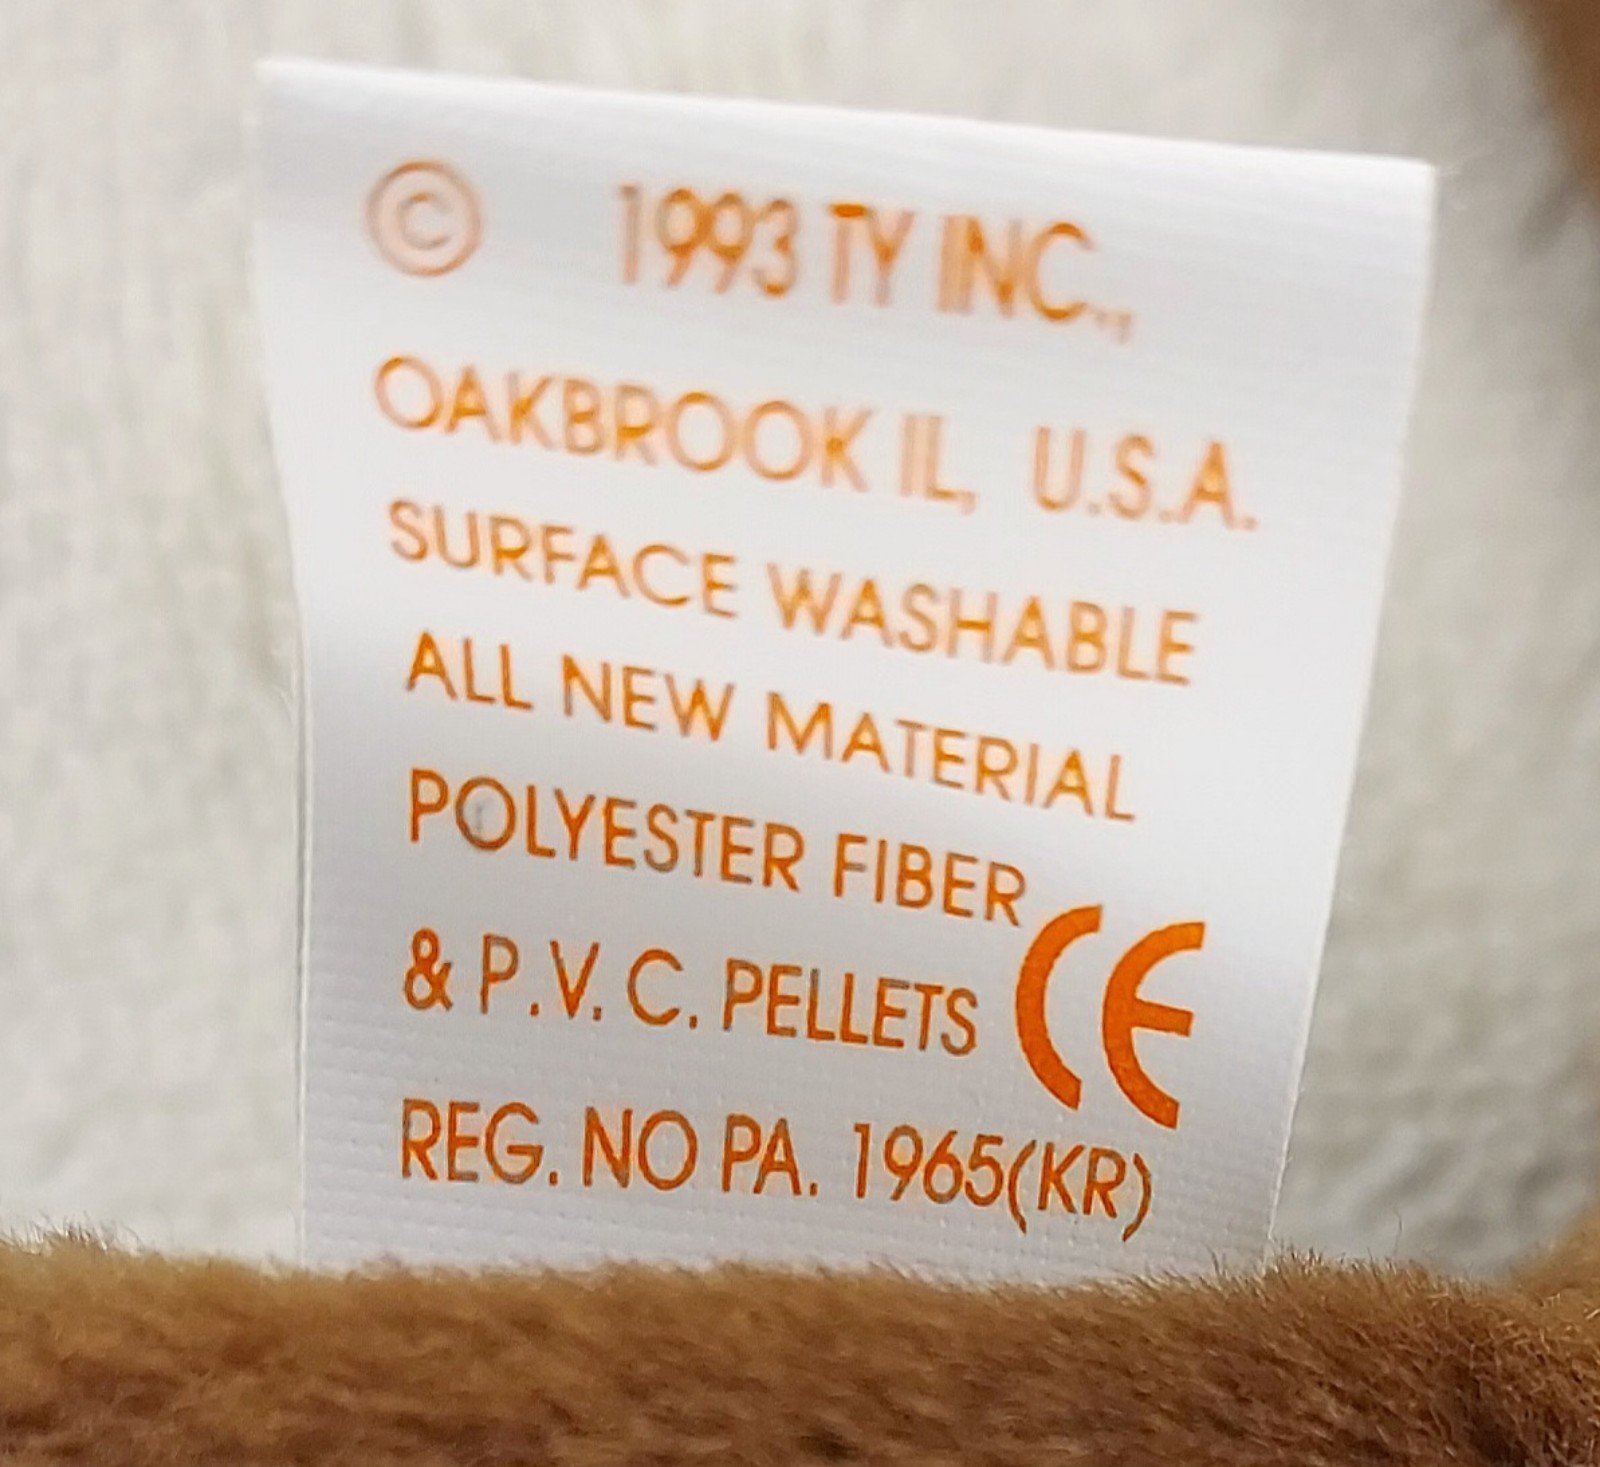 © 1993 TY INC.,
OAKBROOK IL, U.S.A.
SURFACE WASHABLE
ALL NEW MATERIAL
POLYESTER FIBER
& P.V.C. PELLETS CE
REG. NO PA. 1965(KR)